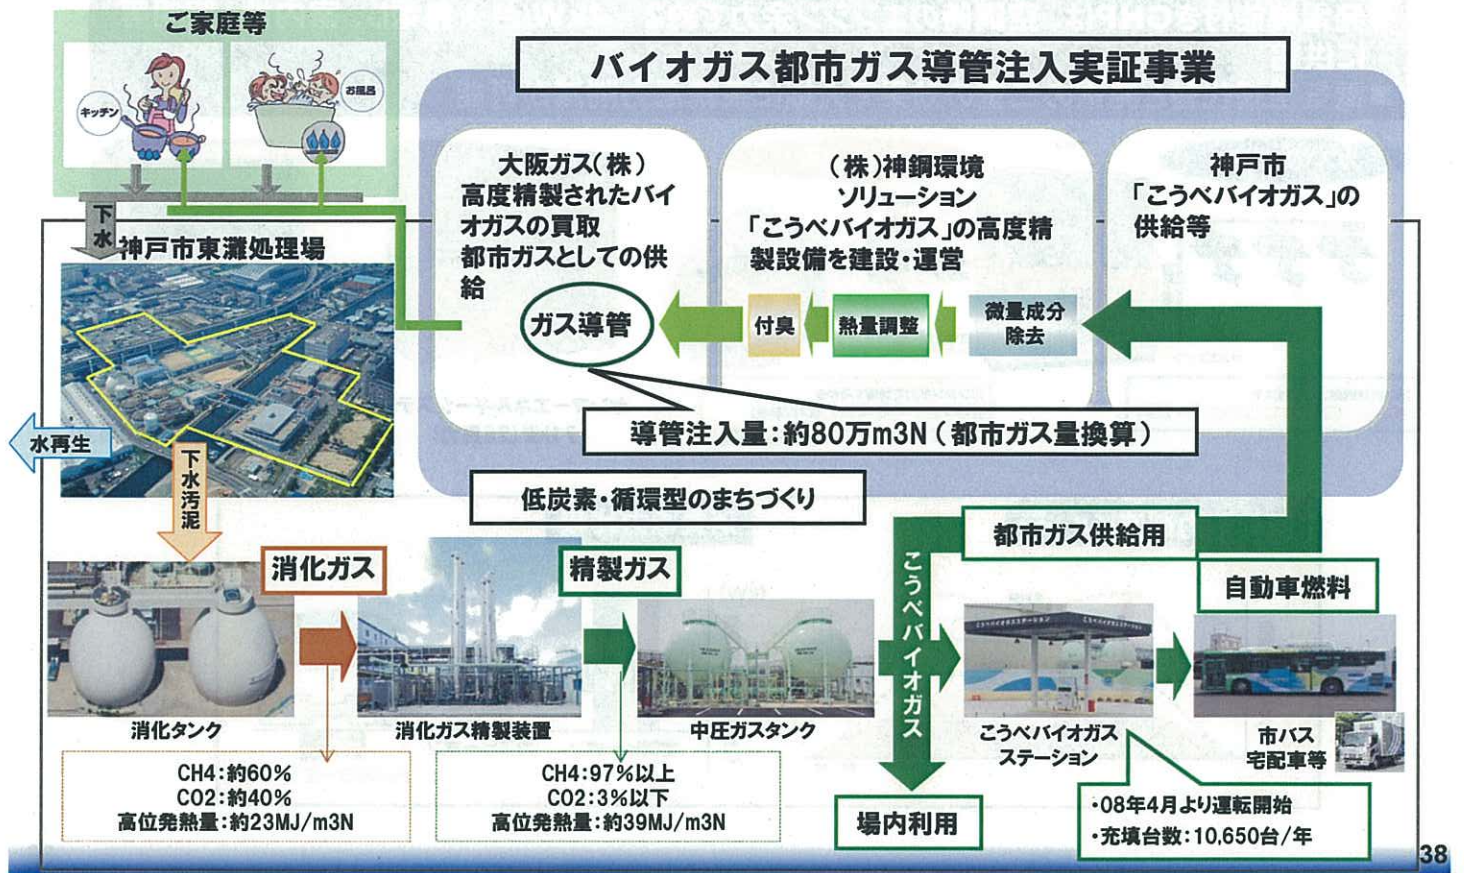 ご家庭等
キッチン
お風呂
バイオガス都市ガス導管注入実証事業
大阪ガス(株)
高度精製されたバイ
オガスの買取
都市ガスとしての供
給
(株)神鋼環境
ソリューション
「こうべバイオガス」の高度精
製設備を建設・運営
神戸市
「こうべバイオガス」の
供給等
下水
神戸市東灘処理場
ガス導管
付臭
熱量調整
微量成分
除去
導管注入量:約80万m3N(都市ガス量換算)
水再生
下水汚泥
低炭素・循環型のまちづくり
都市ガス供給用
消化ガス
精製ガス
こうべバイオガス
自動車燃料
こうべバイオガスステーション
消化タンク
消化ガス精製装置
中圧ガスタンク
こうべバイオガス
ステーション
市バス
宅配車等
CH4:約60%
CO2:約40%
高位発熱量:約23MJ/m3N
CH4:97%以上
CO2:3%以下
高位発熱量:約39MJ/m3N
場内利用
・08年4月より運転開始
・充填台数:10,650台/年
38